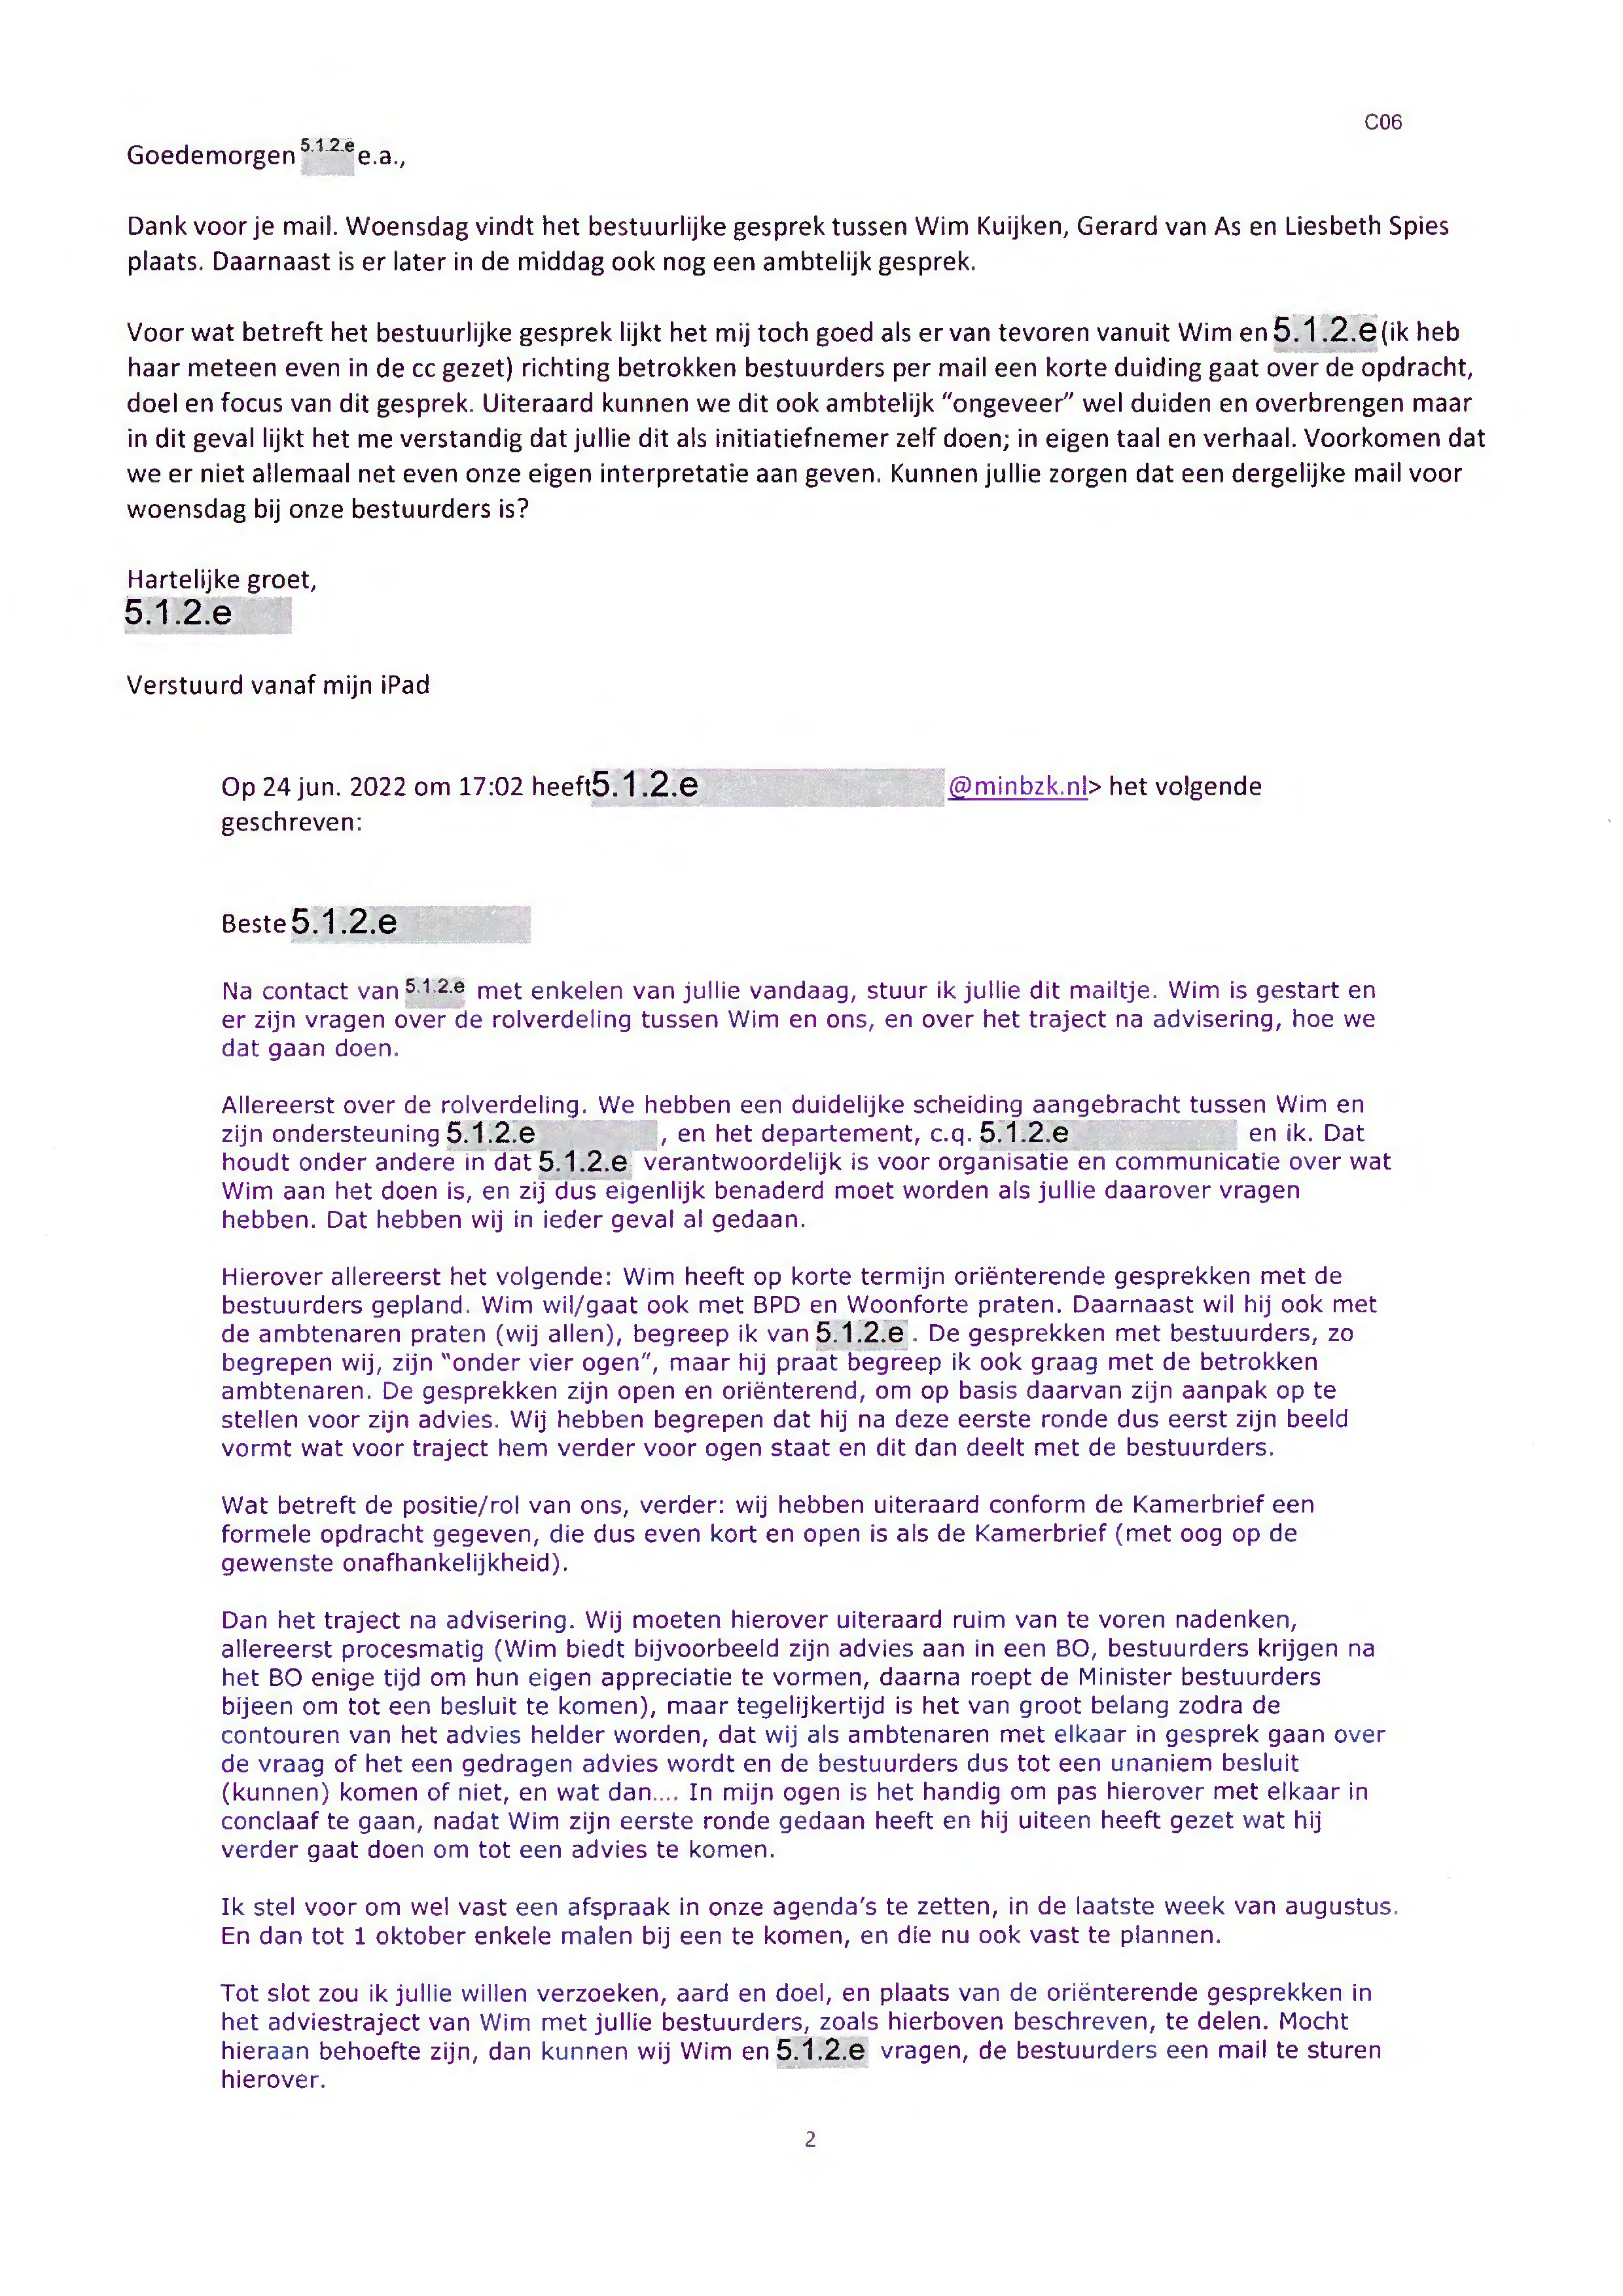 C06
Goedemorgen 5.1.2.e e.a.,
Dank voor je mail. Woensdag vindt het bestuurlijke gesprek tussen Wim Kuijken, Gerard van As en Liesbeth Spies
plaats. Daarnaast is er later in de middag ook nog een ambtelijk gesprek.
Voor wat betreft het bestuurlijke gesprek lijkt het mij toch goed als er van tevoren vanuit Wim en 5.1.2.e (ik heb
haar meteen even in de cc gezet) richting betrokken bestuurders per mail een korte duiding gaat over de opdracht,
doel en focus van dit gesprek. Uiteraard kunnen we dit ook ambtelijk “ongeveer” wel duiden en overbrengen maar
in dit geval lijkt het me verstandig dat jullie dit als initiatiefnemer zelf doen; in eigen taal en verhaal. Voorkomen dat
we er niet allemaal net even onze eigen interpretatie aan geven. Kunnen jullie zorgen dat een dergelijke mail voor
woensdag bij onze bestuurders is?
Hartelijke groet,
5.1.2.e
Verstuurd vanaf mijn iPad
Op 24 jun. 2022 om 17:02 heeft 5.1.2.e @minbzk.nl> het volgende
geschreven:
Beste 5.1.2.e
Na contact van 5.1.2.e met enkelen van jullie vandaag, stuur ik jullie dit mailtje. Wim is gestart en
er zijn vragen over de rolverdeling tussen Wim en ons, en over het traject na advisering, hoe we
dat gaan doen.
Allereerst over de rolverdeling. We hebben een duidelijke scheiding aangebracht tussen Wim en
zijn ondersteuning 5.1.2.e , en het departement, c.q. 5.1.2.e en ik. Dat
houdt onder andere in dat 5.1.2.e verantwoordelijk is voor organisatie en communicatie over wat
Wim aan het doen is, en zij dus eigenlijk benaderd moet worden als jullie daarover vragen
hebben. Dat hebben wij in ieder geval al gedaan.
Hierover allereerst het volgende: Wim heeft op korte termijn oriënterende gesprekken met de
bestuurders gepland. Wim wil/gaat ook met BPD en Woonforte praten. Daarnaast wil hij ook met
de ambtenaren praten (wij allen), begreep ik van 5.1.2.e . De gesprekken met bestuurders, zo
begrepen wij, zijn "onder vier ogen", maar hij praat begreep ik ook graag met de betrokken
ambtenaren. De gesprekken zijn open en oriënterend, om op basis daarvan zijn aanpak op te
stellen voor zijn advies. Wij hebben begrepen dat hij na deze eerste ronde dus eerst zijn beeld
vormt wat voor traject hem verder voor ogen staat en dit dan deelt met de bestuurders.
Wat betreft de positie/rol van ons, verder: wij hebben uiteraard conform de Kamerbrief een
formele opdracht gegeven, die dus even kort en open is als de Kamerbrief (met oog op de
gewenste onafhankelijkheid).
Dan het traject na advisering. Wij moeten hierover uiteraard ruim van te voren nadenken,
allereerst procesmatig (Wim biedt bijvoorbeeld zijn advies aan in een BO, bestuurders krijgen na
het BO enige tijd om hun eigen appreciatie te vormen, daarna roept de Minister bestuurders
bijeen om tot een besluit te komen), maar tegelijkertijd is het van groot belang zodra de
contouren van het advies helder worden, dat wij als ambtenaren met elkaar in gesprek gaan over
de vraag of het een gedragen advies wordt en de bestuurders dus tot een unaniem besluit
(kunnen) komen of niet, en wat dan.... In mijn ogen is het handig om pas hierover met elkaar in
conclaaf te gaan, nadat Wim zijn eerste ronde gedaan heeft en hij uiteen heeft gezet wat hij
verder gaat doen om tot een advies te komen.
Ik stel voor om wel vast een afspraak in onze agenda's te zetten, in de laatste week van augustus.
En dan tot 1 oktober enkele malen bij een te komen, en die nu ook vast te plannen.
Tot slot zou ik jullie willen verzoeken, aard en doel, en plaats van de oriënterende gesprekken in
het adviestraject van Wim met jullie bestuurders, zoals hierboven beschreven, te delen. Mocht
hieraan behoefte zijn, dan kunnen wij Wim en 5.1.2.e vragen, de bestuurders een mail te sturen
hierover.
2